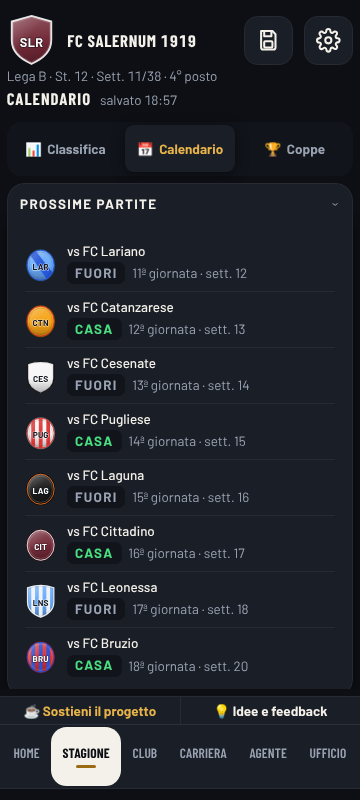 SLR
FC SALERNUM 1919
Lega B · St. 12 · Sett. 11/38 · 4° posto
CALENDARIO salvato 18:57
Classifica Calendario Coppe
PROSSIME PARTITE
vs FC Lariano
LAR
FUORI 11ª giornata · sett. 12
vs FC Catanzarese
CTN
CASA 12ª giornata · sett. 13
vs FC Cesenate
CES
FUORI 13ª giornata · sett. 14
vs FC Pugliese
PUG
CASA 14ª giornata · sett. 15
vs FC Laguna
LAG
FUORI 15ª giornata · sett. 16
vs FC Cittadino
CIT
CASA 16ª giornata · sett. 17
vs FC Leonessa
LNS
FUORI 17ª giornata · sett. 18
vs FC Bruzio
BRU
CASA 18ª giornata · sett. 20
Sostieni il progetto Idee e feedback
HOME STAGIONE CLUB CARRIERA AGENTE UFFICIO